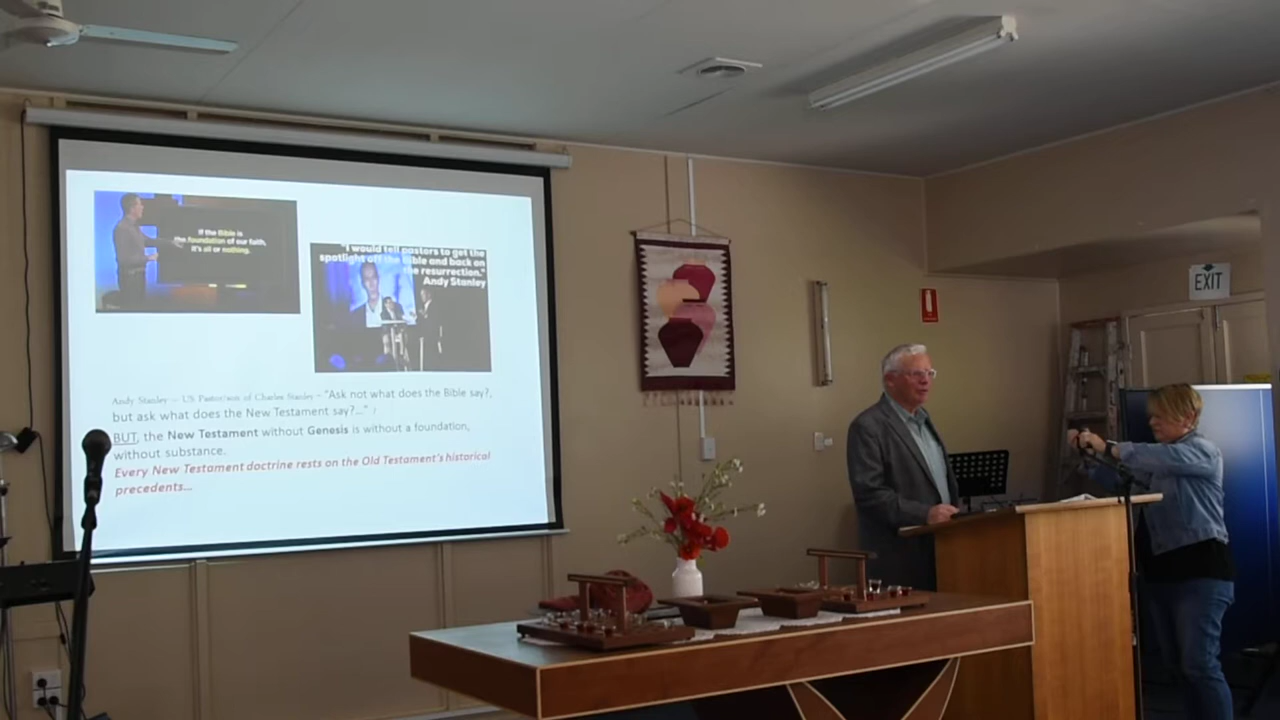 If the Bible is
the foundation of our faith,
it's all or nothing.
"I would tell pastors to get the
spotlight off the Bible and back on
the resurrection."
Andy Stanley
Andy Stanley – US Pastor/son of Charles Stanley – "Ask not what does the Bible say?,
but ask what does the New Testament say?..."
BUT, the New Testament without Genesis is without a foundation,
without substance.
Every New Testament doctrine rests on the Old Testament's historical
precedents...
EXIT